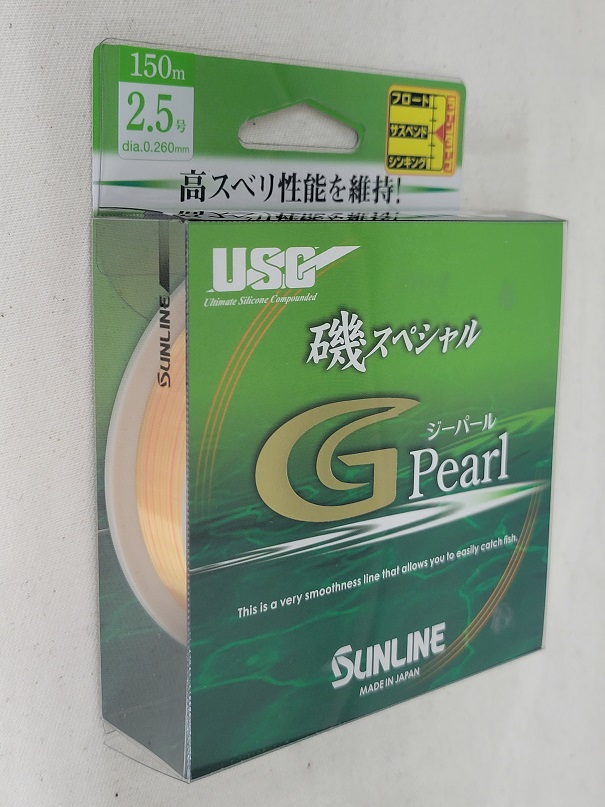 150m
2.5号
dia.0.260mm
フロート
サスペンド
シンキング
高スベリ性能を維持!
U.S.C
Ultimate Silicone Compounded
SUNLINE
磯スペシャル
ジーパール
G Pearl
This is a very smoothness line that allows you to easily catch fish.
SUNLINE
MADE IN JAPAN